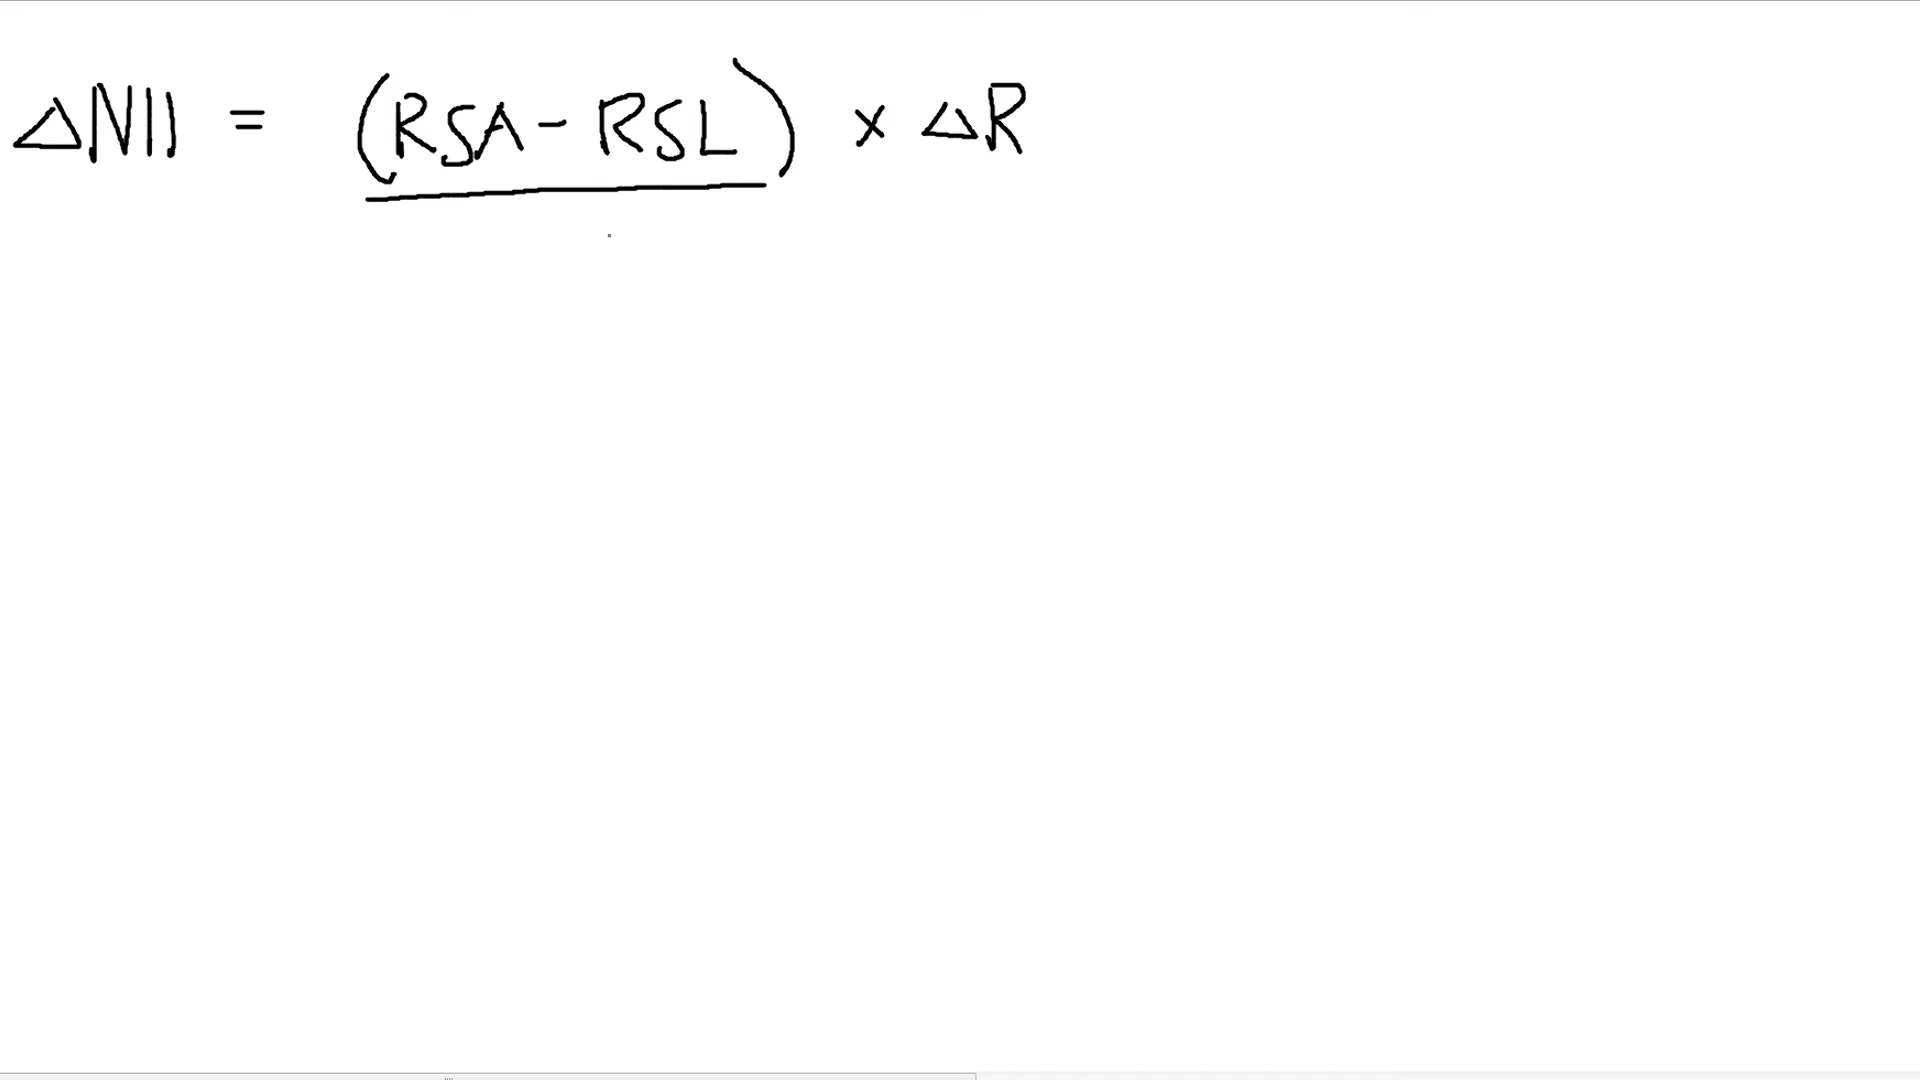 ΔNII = (RSA - RSL) x ΔR